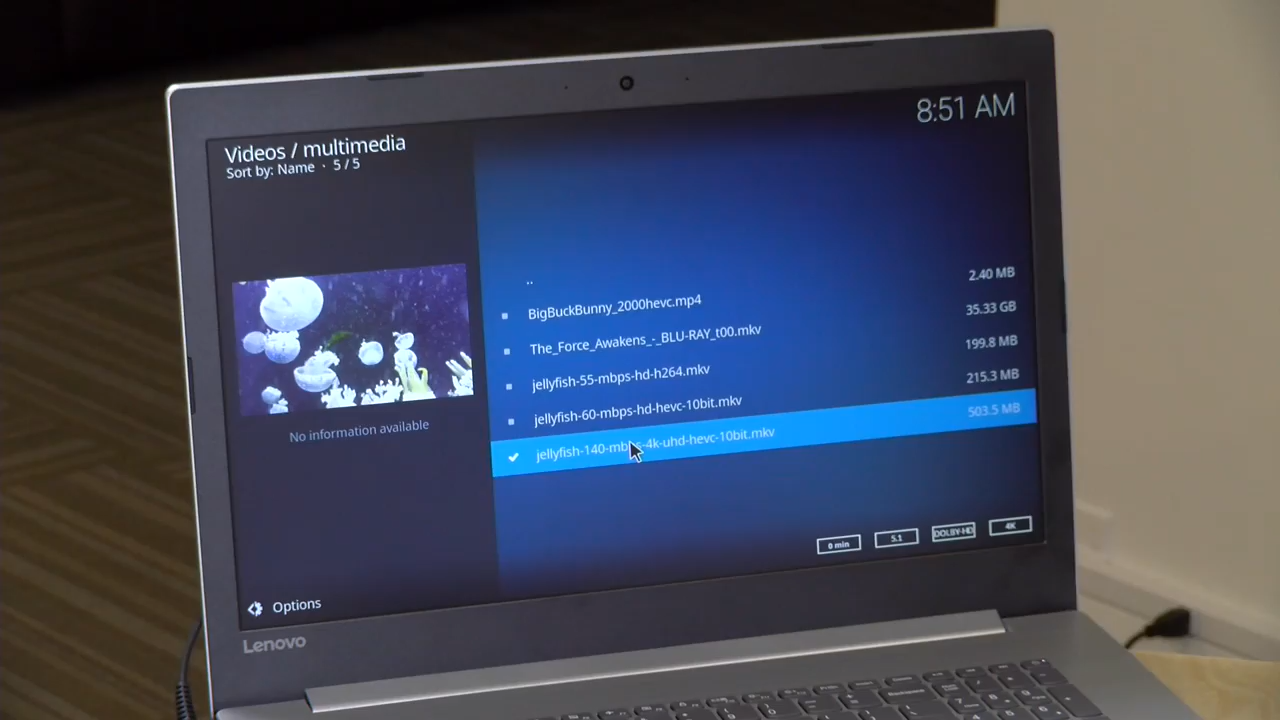 8:51 AM
Videos / multimedia
Sort by: Name · 5 / 5
..
BigBuckBunny_2000hevc.mp4 2.40 MB
The_Force_Awakens_-_BLU-RAY_t00.mkv 35.33 GB
jellyfish-55-mbps-hd-h264.mkv 199.8 MB
jellyfish-60-mbps-hd-hevc-10bit.mkv 215.3 MB
jellyfish-140-mbps-4k-uhd-hevc-10bit.mkv 503.5 MB
No information available
0 min 5.1 DOLBY-HD 4K
Options
Lenovo